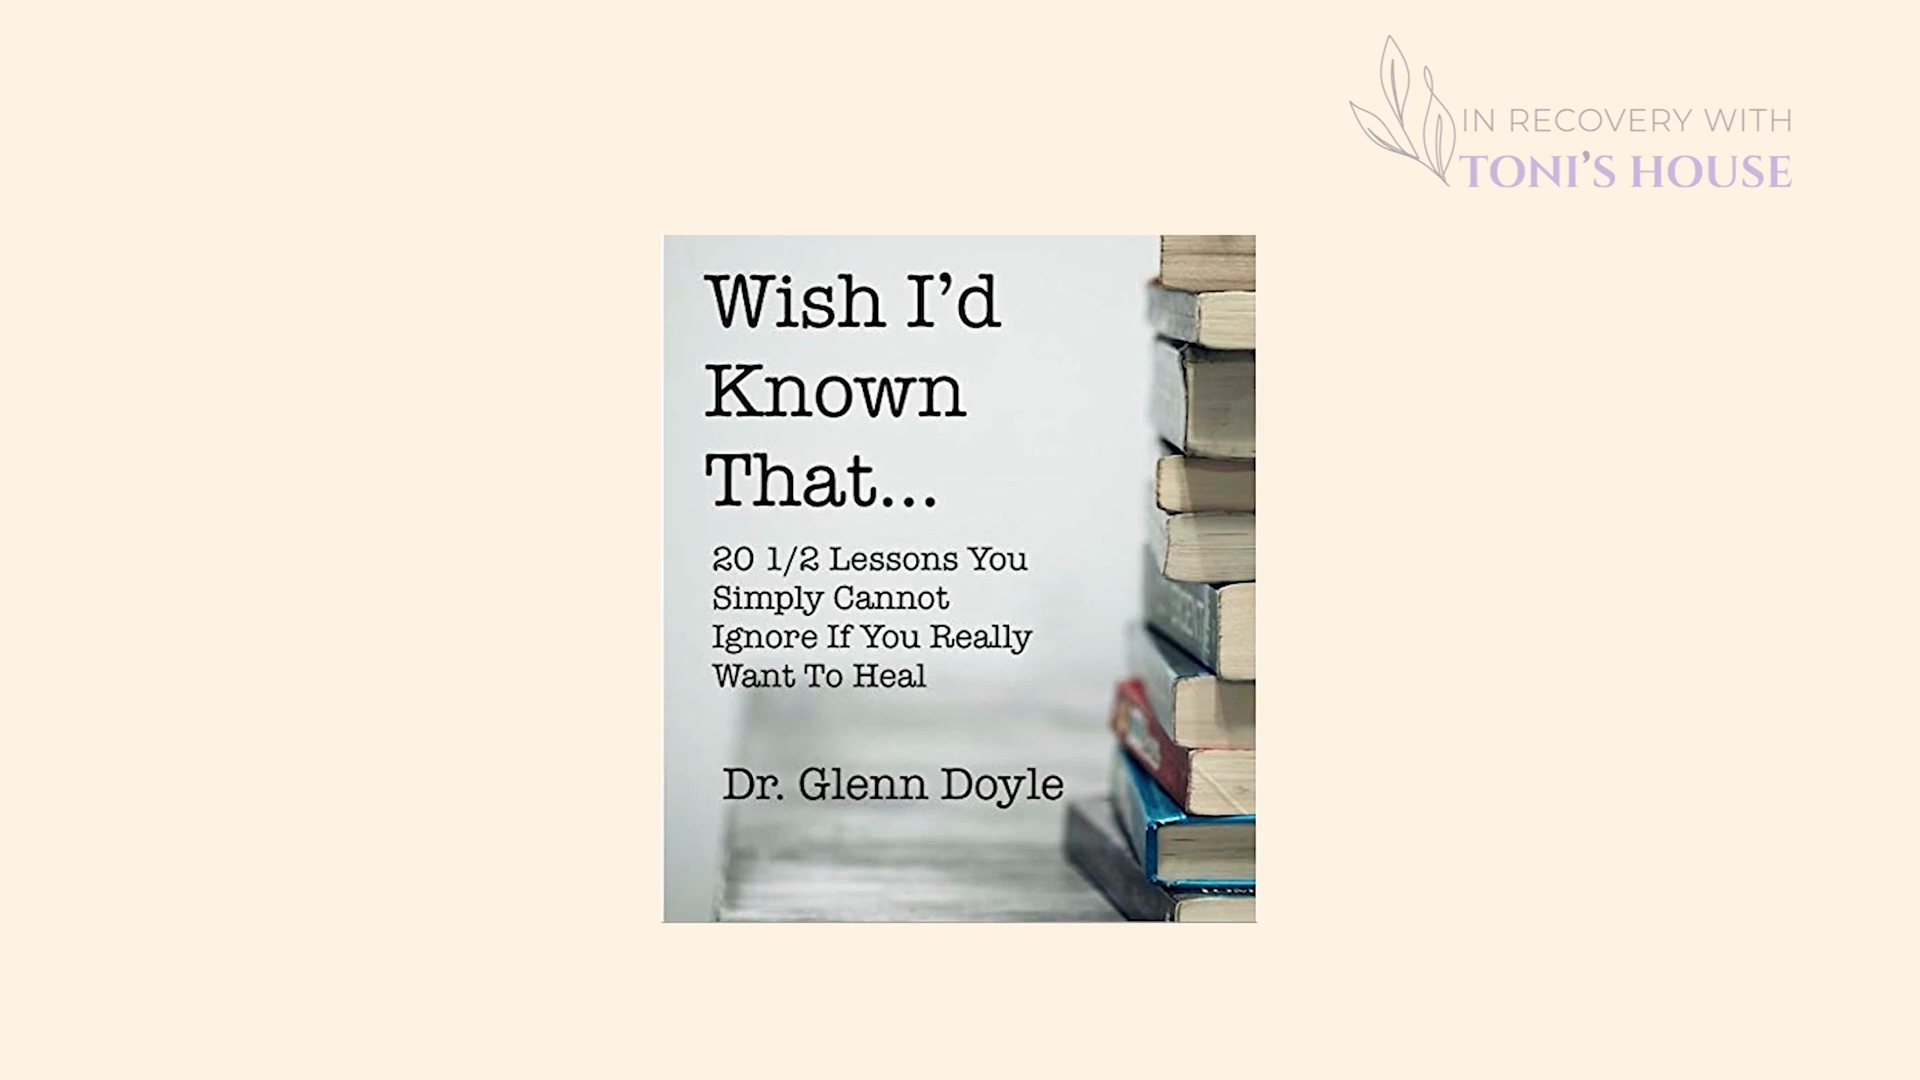 IN RECOVERY WITH
TONI'S HOUSE
Wish I'd
Known
That...
20 1/2 Lessons You
Simply Cannot
Ignore If You Really
Want To Heal
Dr. Glenn Doyle